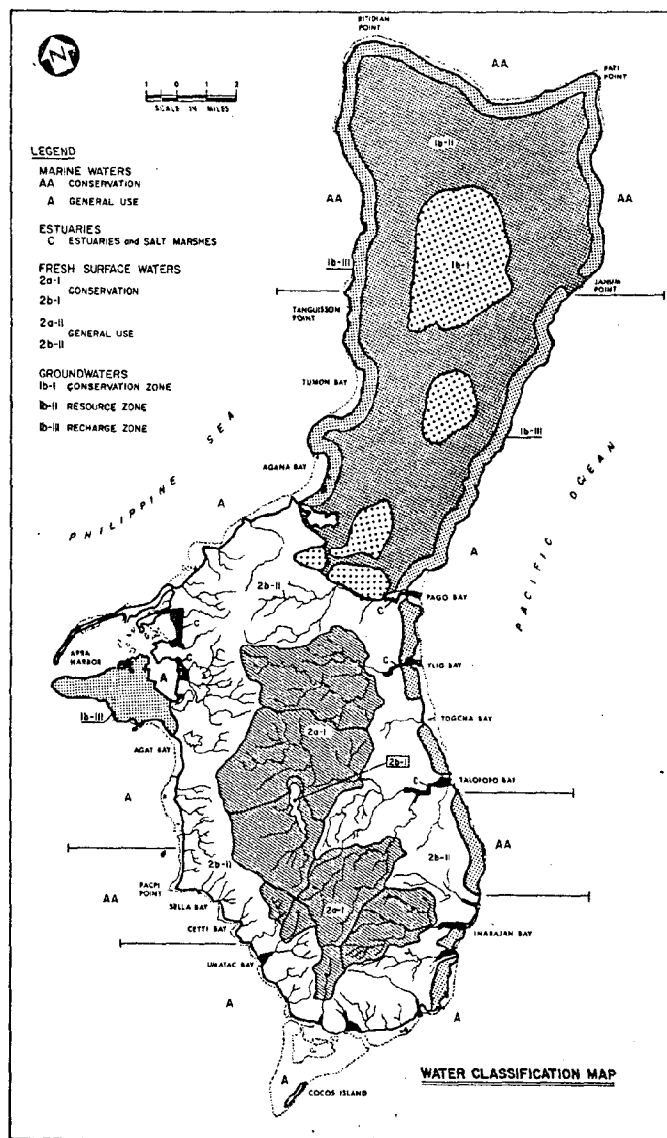 RITIDIAN POINT
AA
PATI POINT
N
1 0 1 2
SCALE IN MILES
LEGEND
MARINE WATERS
AA CONSERVATION
A GENERAL USE
ESTUARIES
C ESTUARIES and SALT MARSHES
FRESH SURFACE WATERS
2a-I
CONSERVATION
2b-I
2a-II
GENERAL USE
2b-II
GROUNDWATERS
Ib-I CONSERVATION ZONE
Ib-II RESOURCE ZONE
Ib-III RECHARGE ZONE
Ib-II
AA
AA
Ib-I
Ib-III
TANGUISSON POINT
JANUM POINT
TUMON BAY
Ib-III
AGANA BAY
PHILIPPINE SEA
PACIFIC OCEAN
A
A
2b-II
C
PAGO BAY
C
C
C
APRA HARBOR
A
C
YLIG BAY
Ib-III
2a-I
TOGCHA BAY
AGAT BAY
2b-II
C
TALOFOFO BAY
A
AA
2b-II
2b-II
FACPI POINT
AA
SELLA BAY
2a-I
CETTI BAY
INARAJAN BAY
UMATAC BAY
A
A
A
COCOS ISLAND
WATER CLASSIFICATION MAP